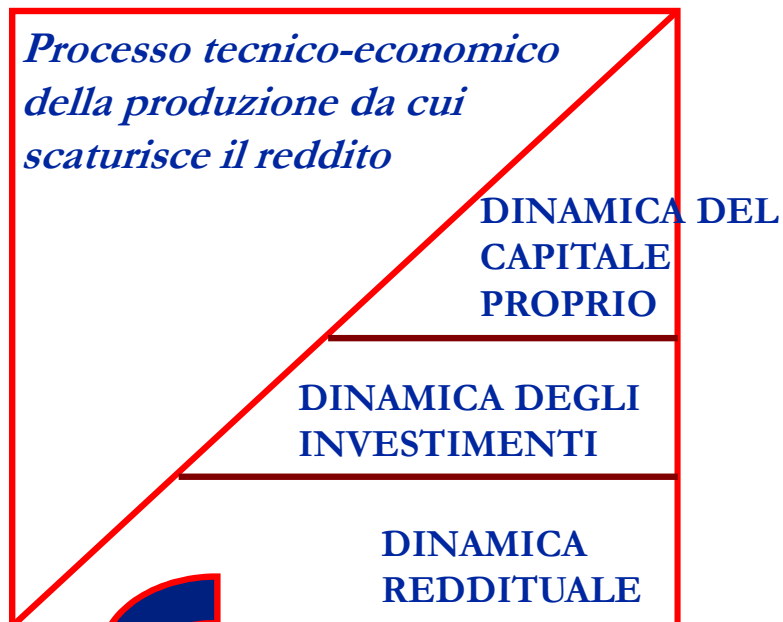 Processo tecnico-economico
della produzione da cui
scaturisce il reddito
DINAMICA DEL
CAPITALE
PROPRIO
DINAMICA DEGLI
INVESTIMENTI
DINAMICA
REDDITUALE